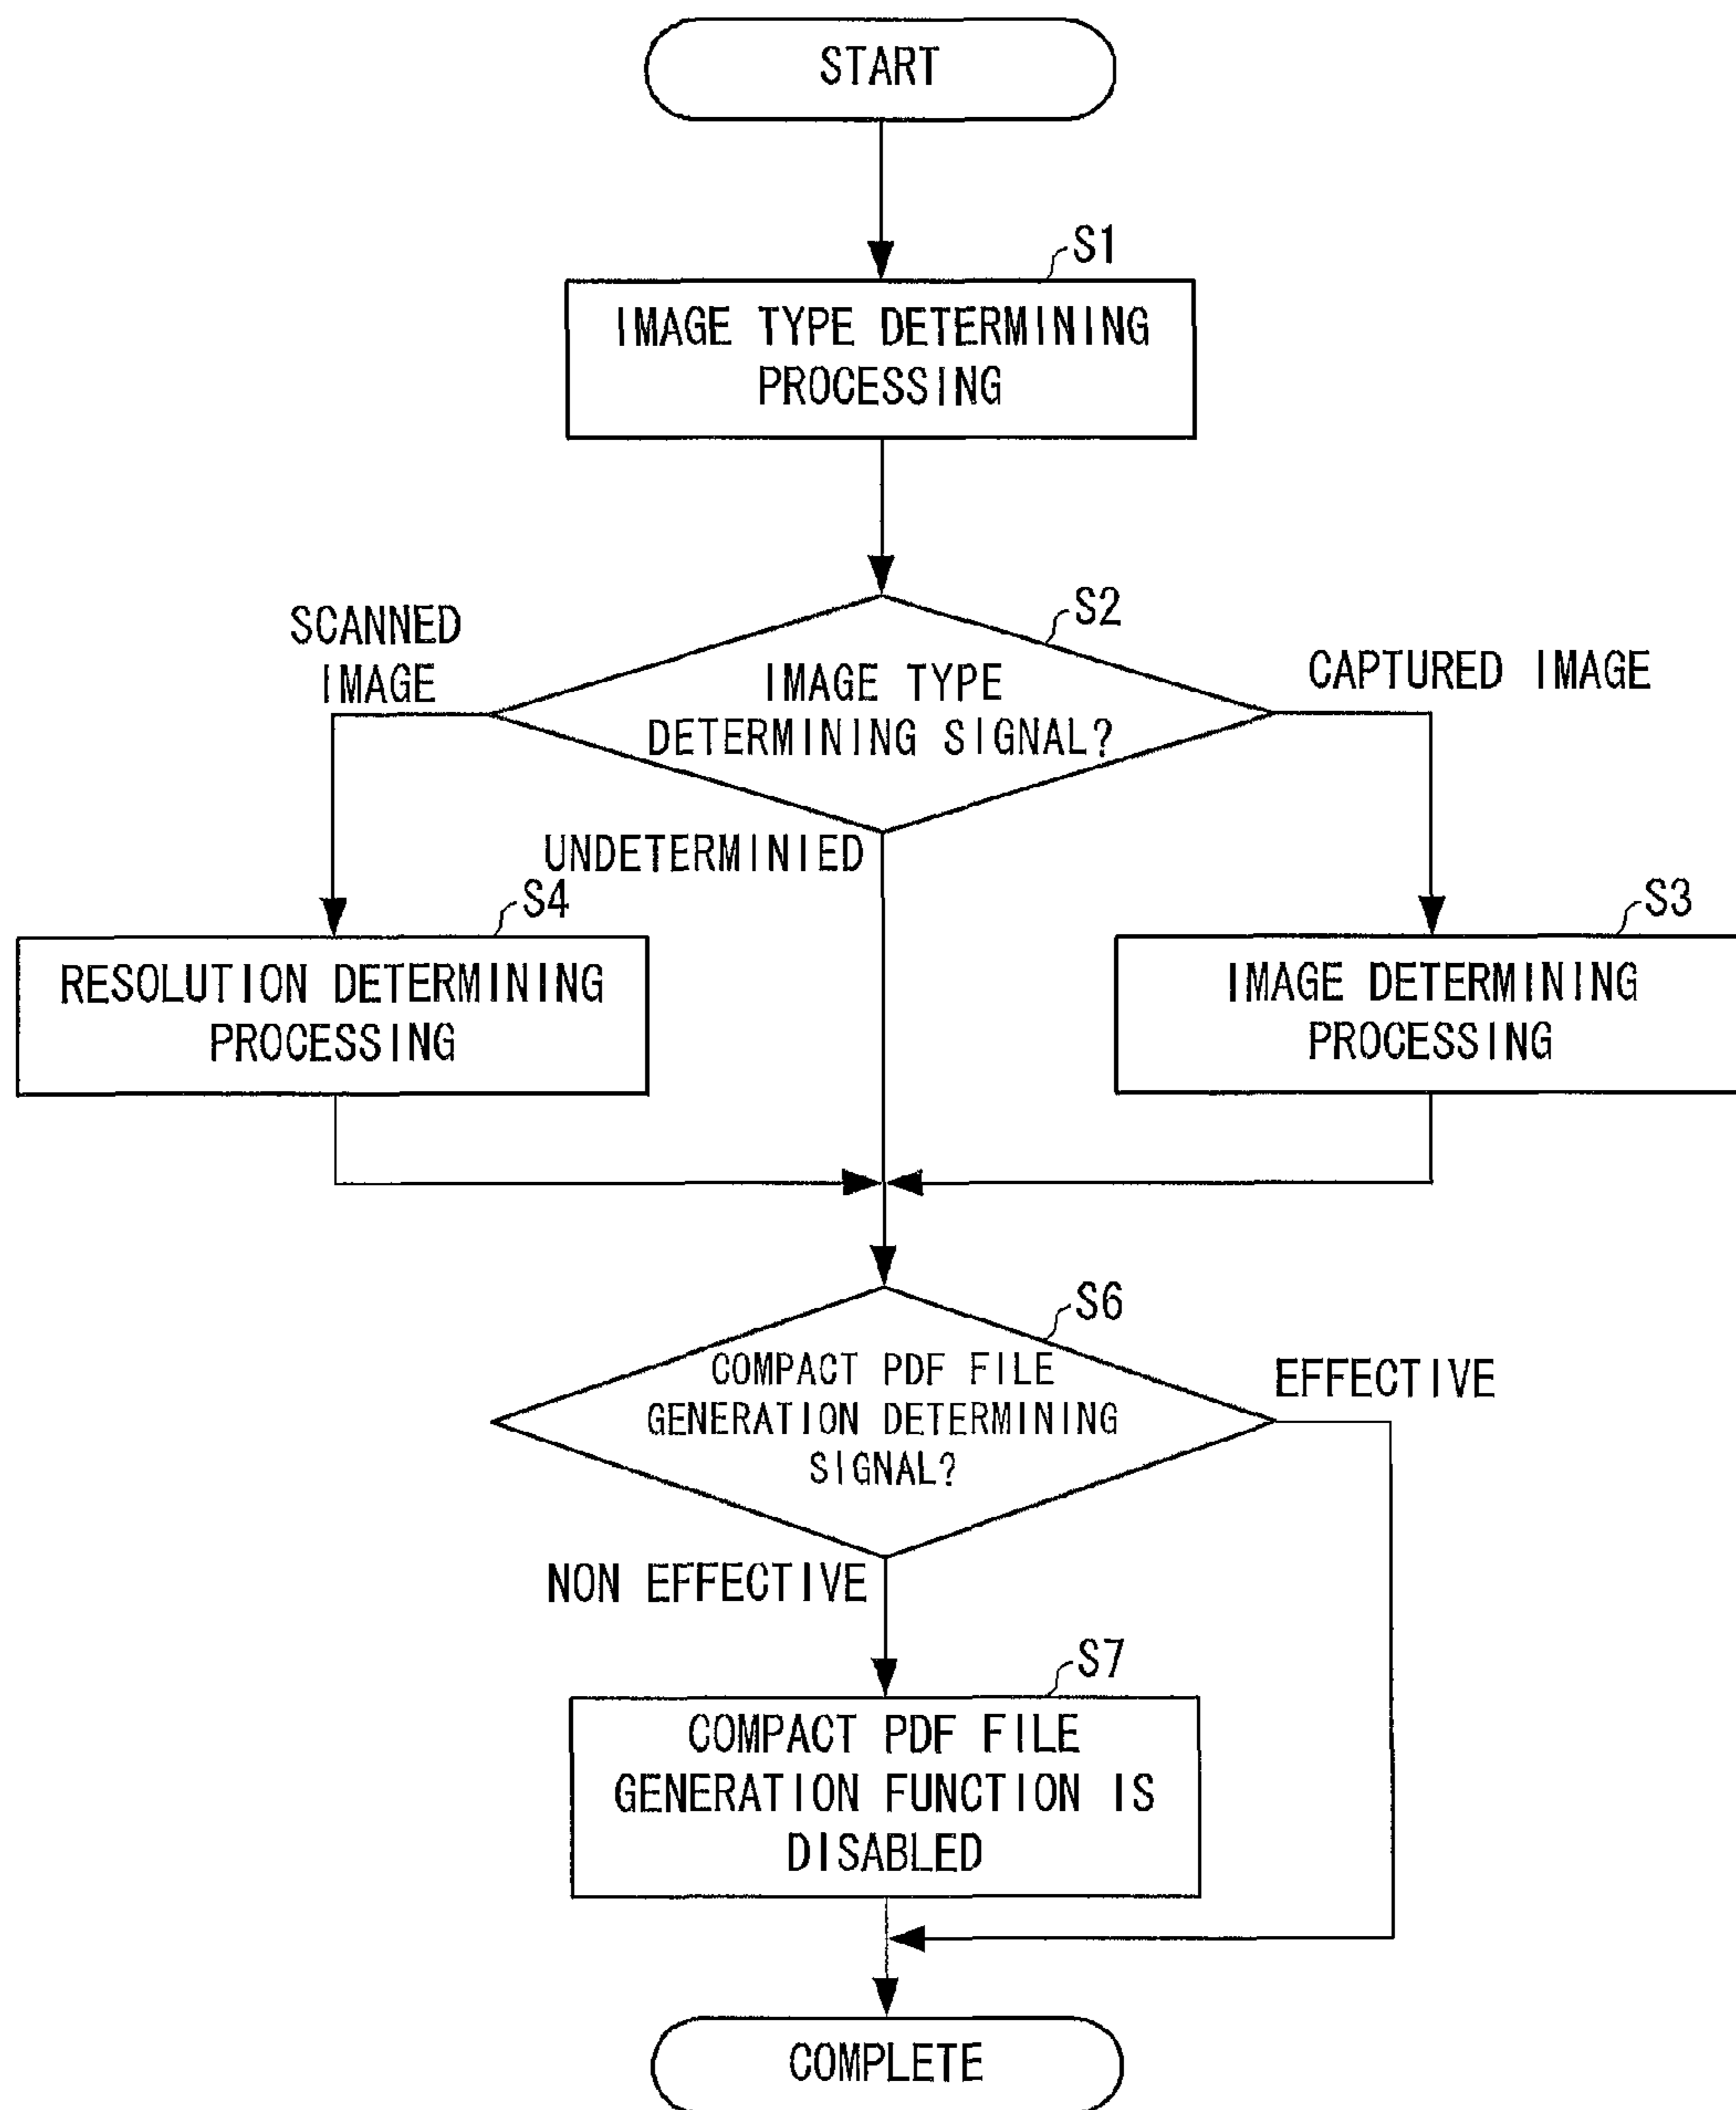 START
S1
IMAGE TYPE DETERMINING
PROCESSING
S2
SCANNED
IMAGE
IMAGE TYPE
DETERMINING SIGNAL?
CAPTURED IMAGE
UNDETERMINIED
S4
RESOLUTION DETERMINING
PROCESSING
S3
IMAGE DETERMINING
PROCESSING
S6
COMPACT PDF FILE
GENERATION DETERMINING
SIGNAL?
EFFECTIVE
NON EFFECTIVE
S7
COMPACT PDF FILE
GENERATION FUNCTION IS
DISABLED
COMPLETE